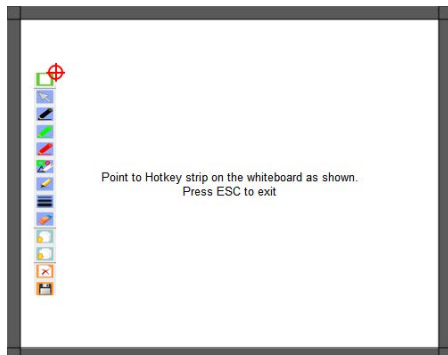 Point to Hotkey strip on the whiteboard as shown.
Press ESC to exit